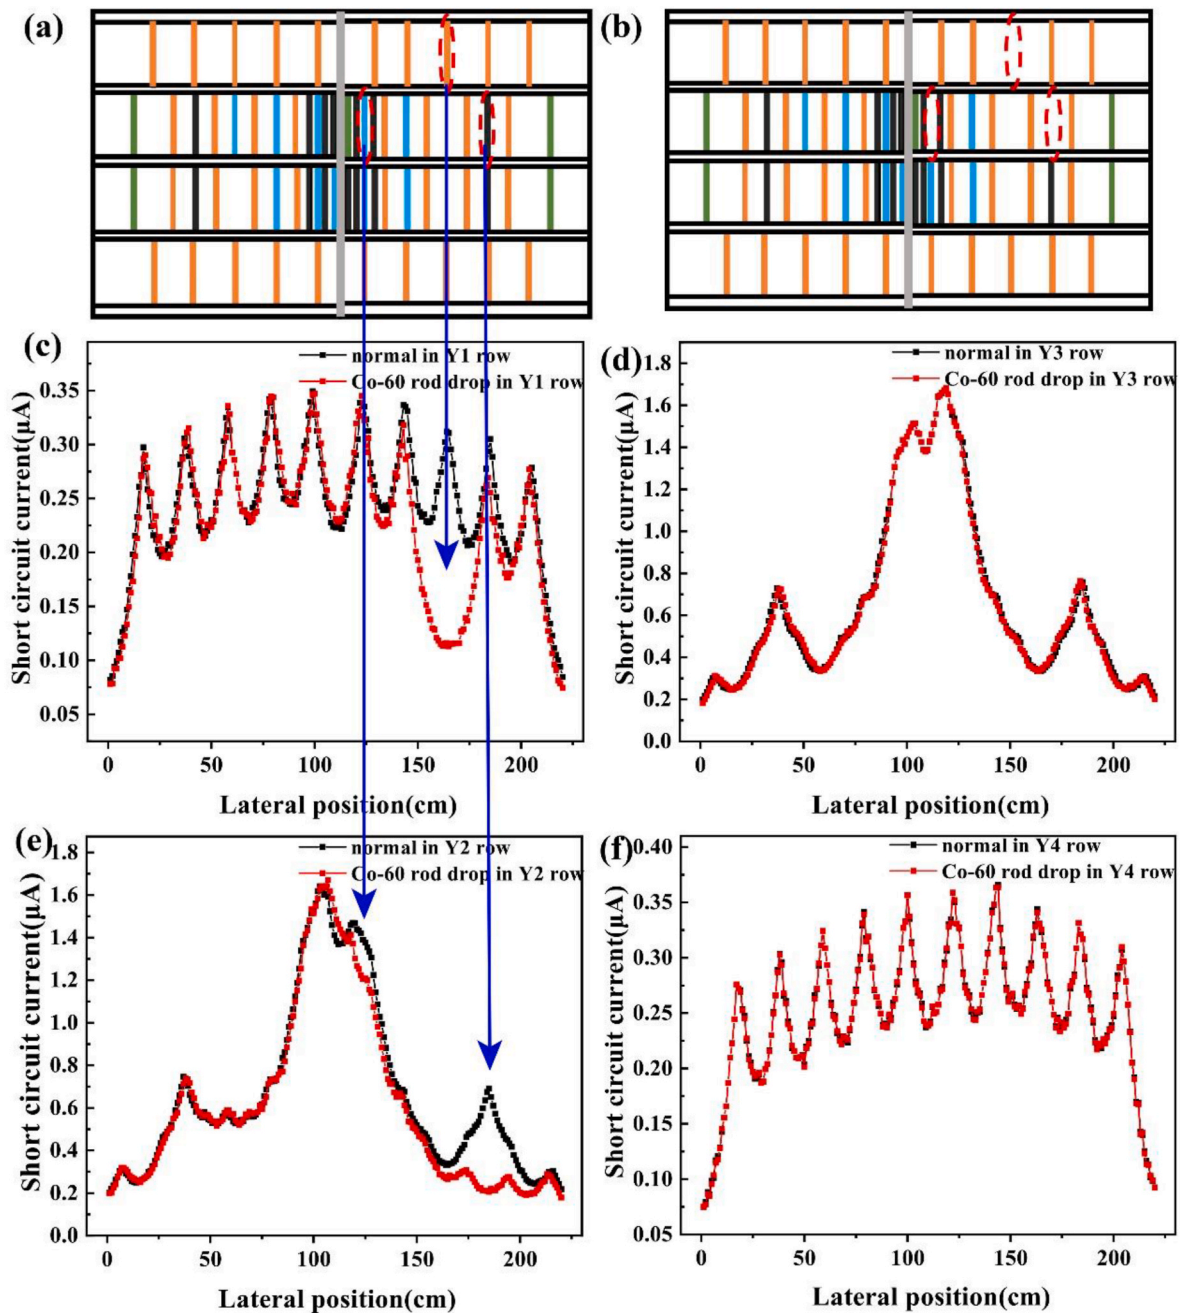 (a)
(b)
(c)
normal in Y1 row
Co-60 rod drop in Y1 row
0.35
0.30
0.25
0.20
0.15
0.10
0.05
Short circuit current(μA)
0
50
100
150
200
Lateral position(cm)
(d)
normal in Y3 row
Co-60 rod drop in Y3 row
1.8
1.6
1.4
1.2
1.0
0.8
0.6
0.4
0.2
0.0
Short circuit current(μA)
0
50
100
150
200
Lateral position(cm)
(e)
normal in Y2 row
Co-60 rod drop in Y2 row
1.8
1.6
1.4
1.2
1.0
0.8
0.6
0.4
0.2
0.0
Short circuit current(μA)
0
50
100
150
200
Lateral position(cm)
(f)
normal in Y4 row
Co-60 rod drop in Y4 row
0.40
0.35
0.30
0.25
0.20
0.15
0.10
0.05
Short circuit current(μA)
0
50
100
150
200
Lateral position(cm)